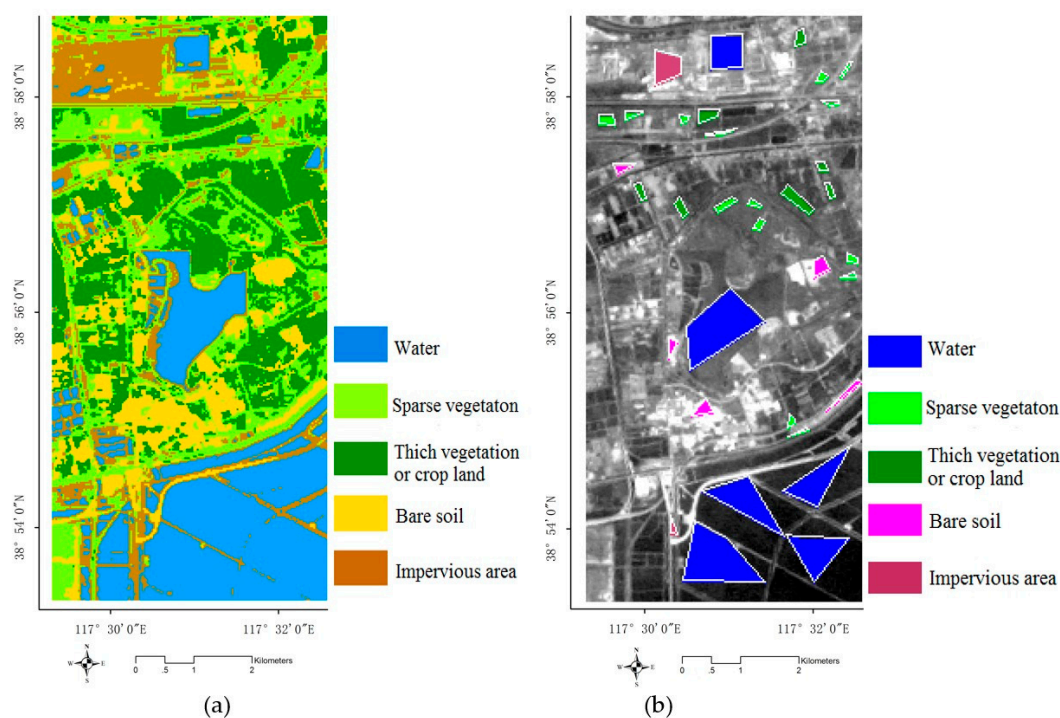 38° 58′ 0″N
38° 56′ 0″N
38° 54′ 0″N
117° 30′ 0″E
117° 32′ 0″E
Water
Sparse vegetaton
Thich vegetation
or crop land
Bare soil
Impervious area
N
W
E
S
0 .5 1 2
Kilometers
(a)
38° 58′ 0″N
38° 56′ 0″N
38° 54′ 0″N
117° 30′ 0″E
117° 32′ 0″E
Water
Sparse vegetaton
Thich vegetation
or crop land
Bare soil
Impervious area
N
W
E
S
0 .5 1 2
Kilometers
(b)